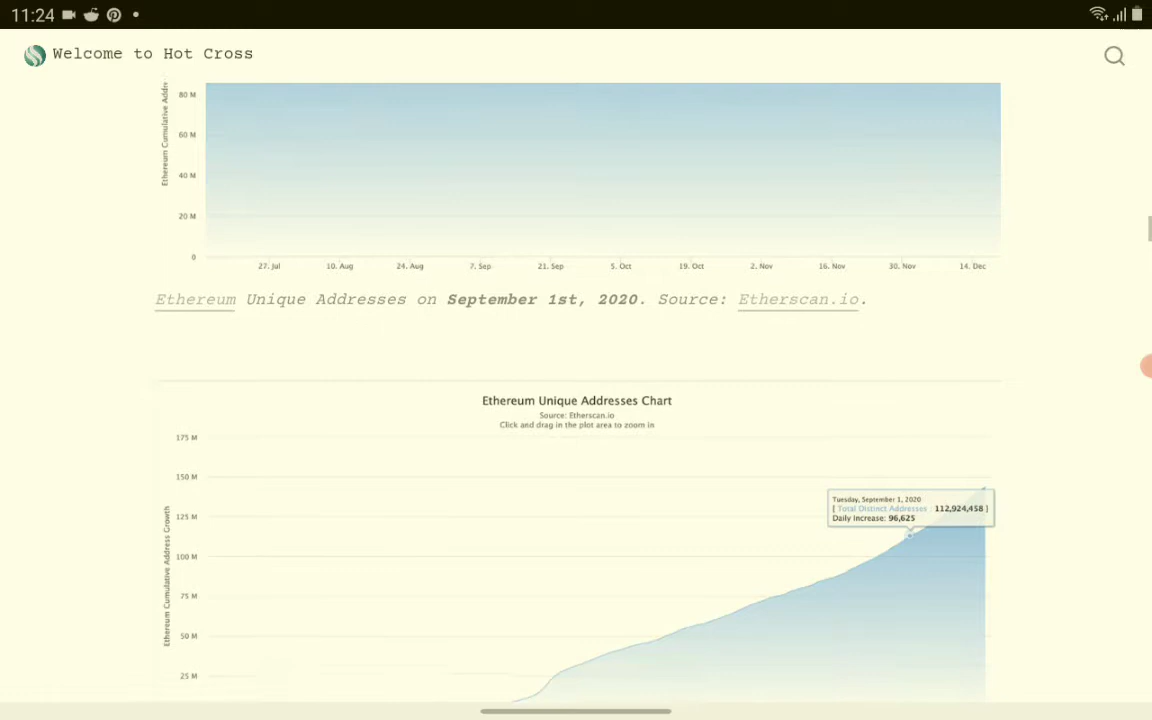 11:24
Welcome to Hot Cross
Ethereum Cumulative Addr
80 M
60 M
40 M
20 M
0
27. Jul 10. Aug 24. Aug 7. Sep 21. Sep 5. Oct 19. Oct 2. Nov 16. Nov 30. Nov 14. Dec
Ethereum Unique Addresses on September 1st, 2020. Source: Etherscan.io.
Ethereum Unique Addresses Chart
Source: Etherscan.io
Click and drag in the plot area to zoom in
Ethereum Cumulative Address Growth
175 M
150 M
125 M
100 M
75 M
50 M
25 M
Tuesday, September 1, 2020
[ Total Distinct Addresses 112,924,458 ]
Daily Increase: 96,625